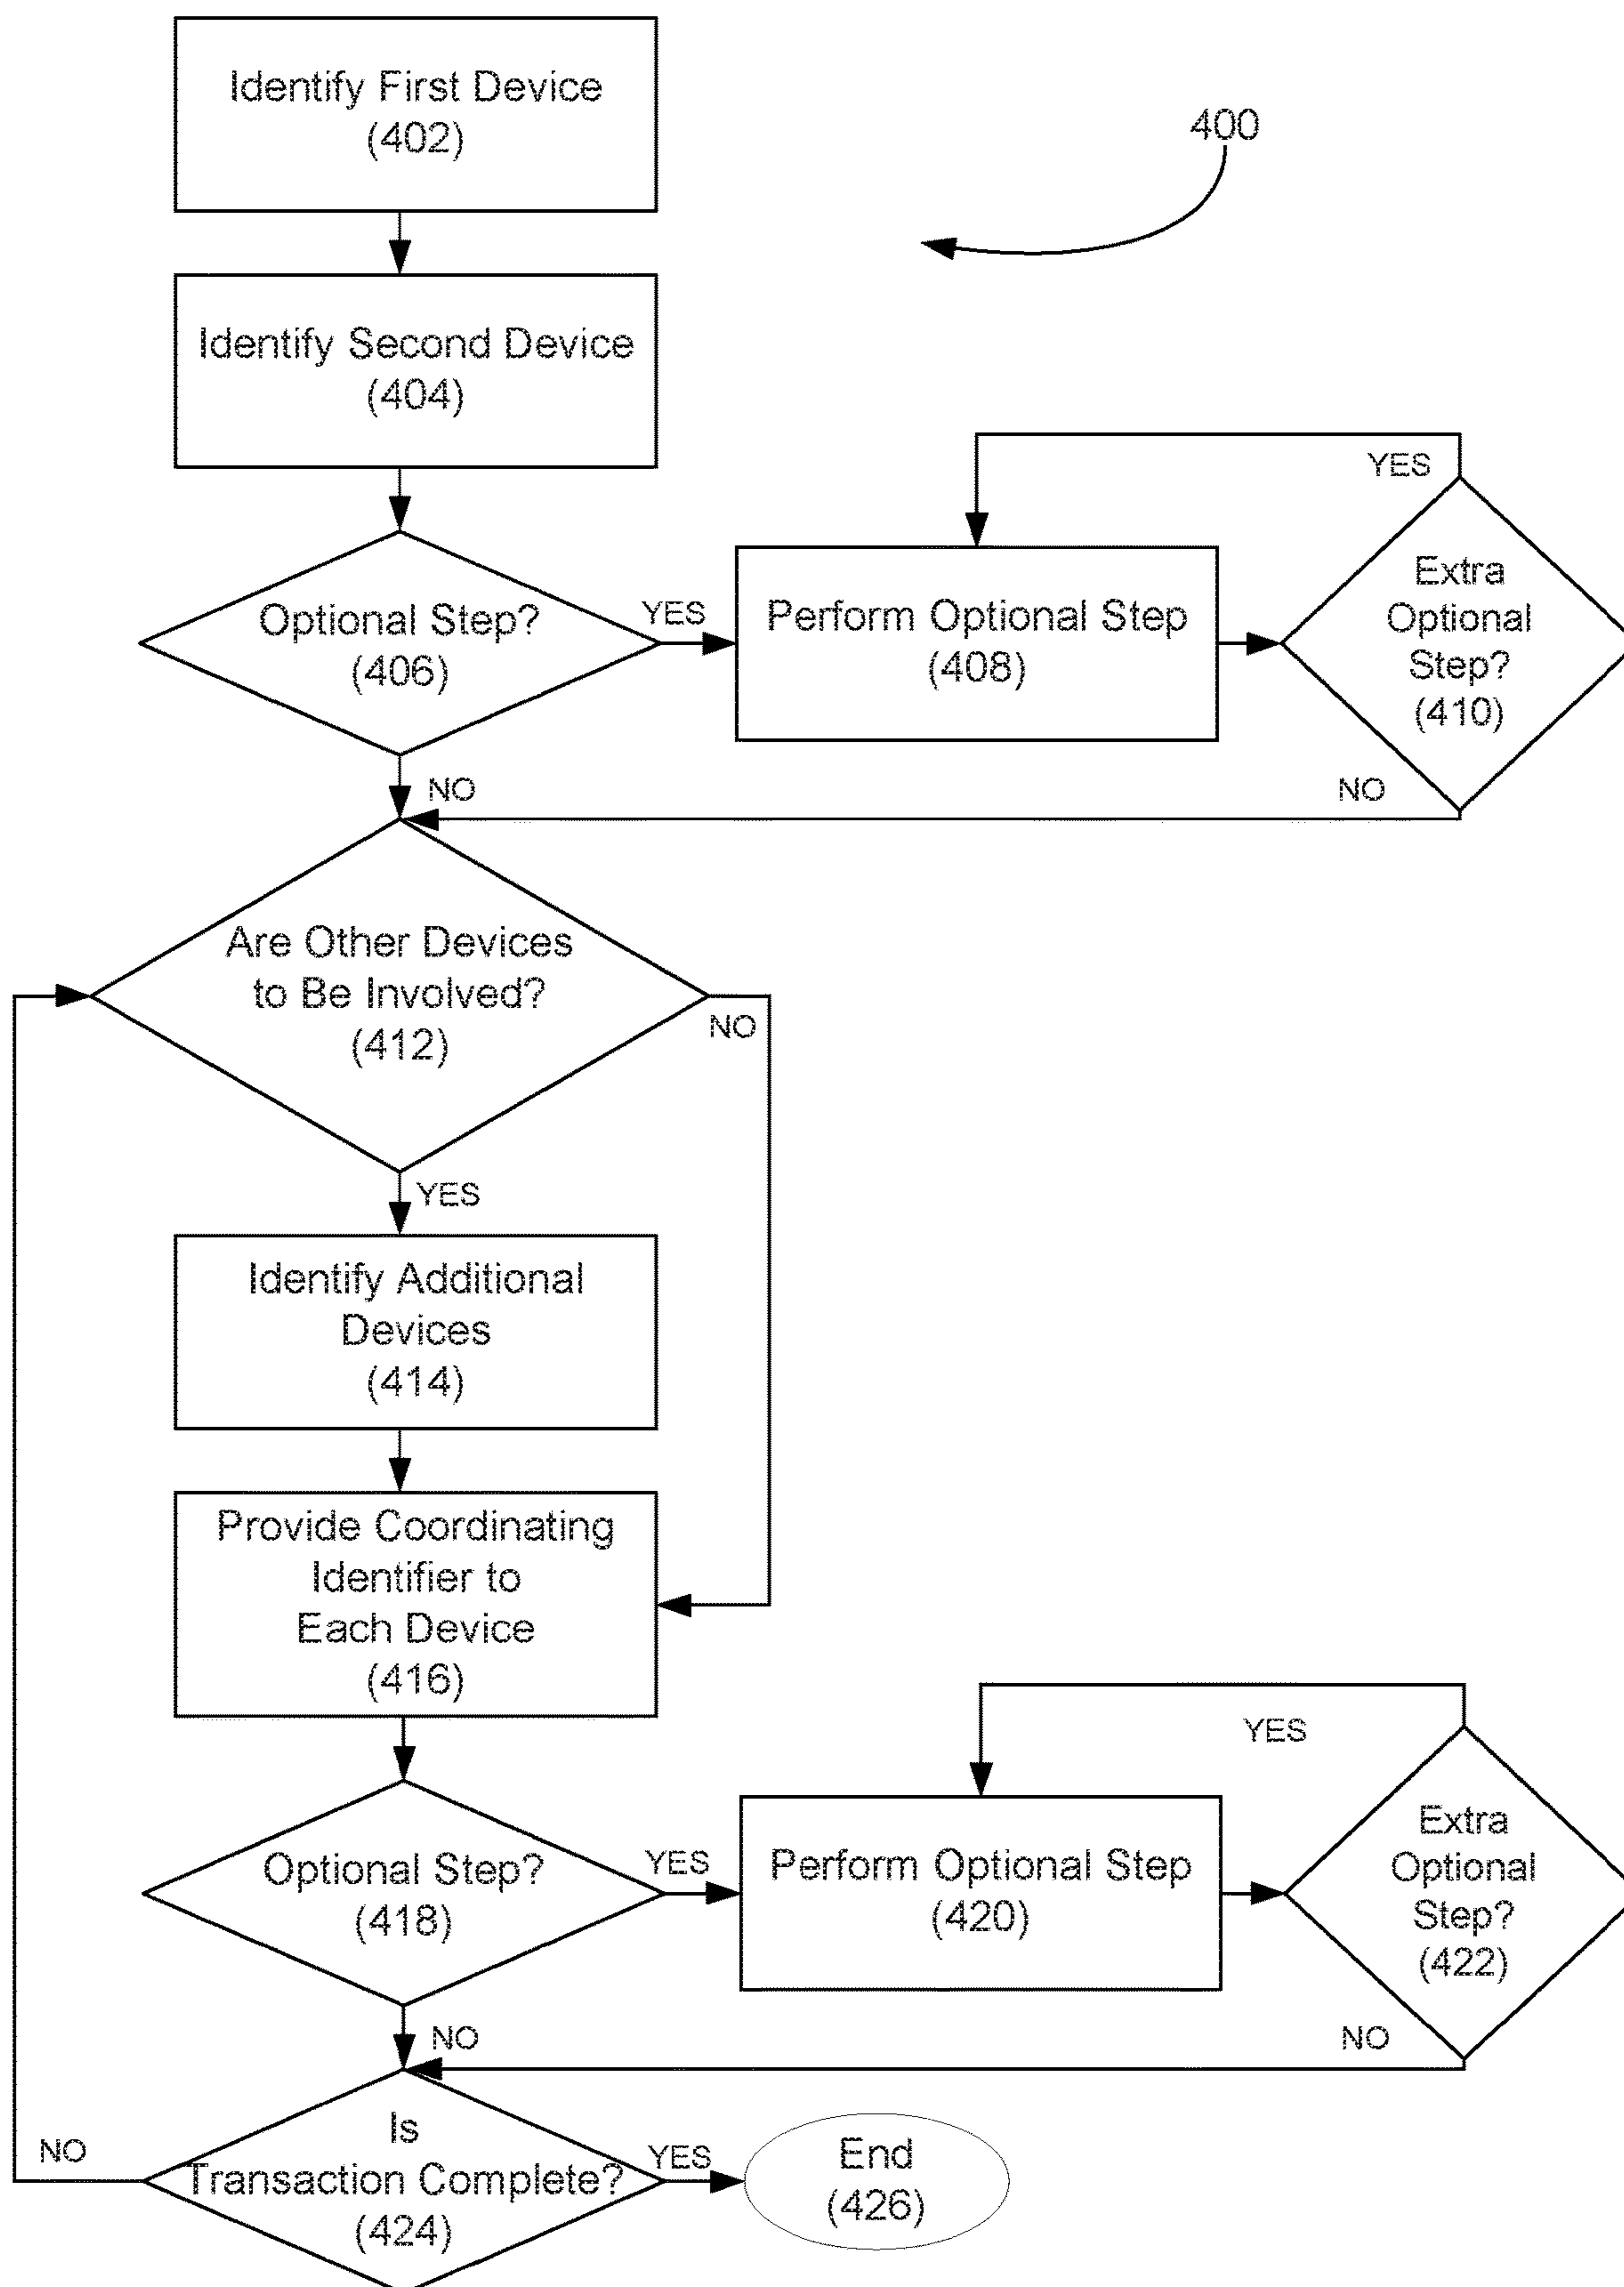 Identify First Device
(402)
400
Identify Second Device
(404)
YES
Optional Step?
(406)
YES
Perform Optional Step
(408)
Extra
Optional
Step?
(410)
NO
NO
Are Other Devices
to Be Involved?
(412)
NO
YES
Identify Additional
Devices
(414)
Provide Coordinating
Identifier to
Each Device
(416)
YES
Optional Step?
(418)
YES
Perform Optional Step
(420)
Extra
Optional
Step?
(422)
NO
NO
Is
Transaction Complete?
(424)
NO
YES
End
(426)